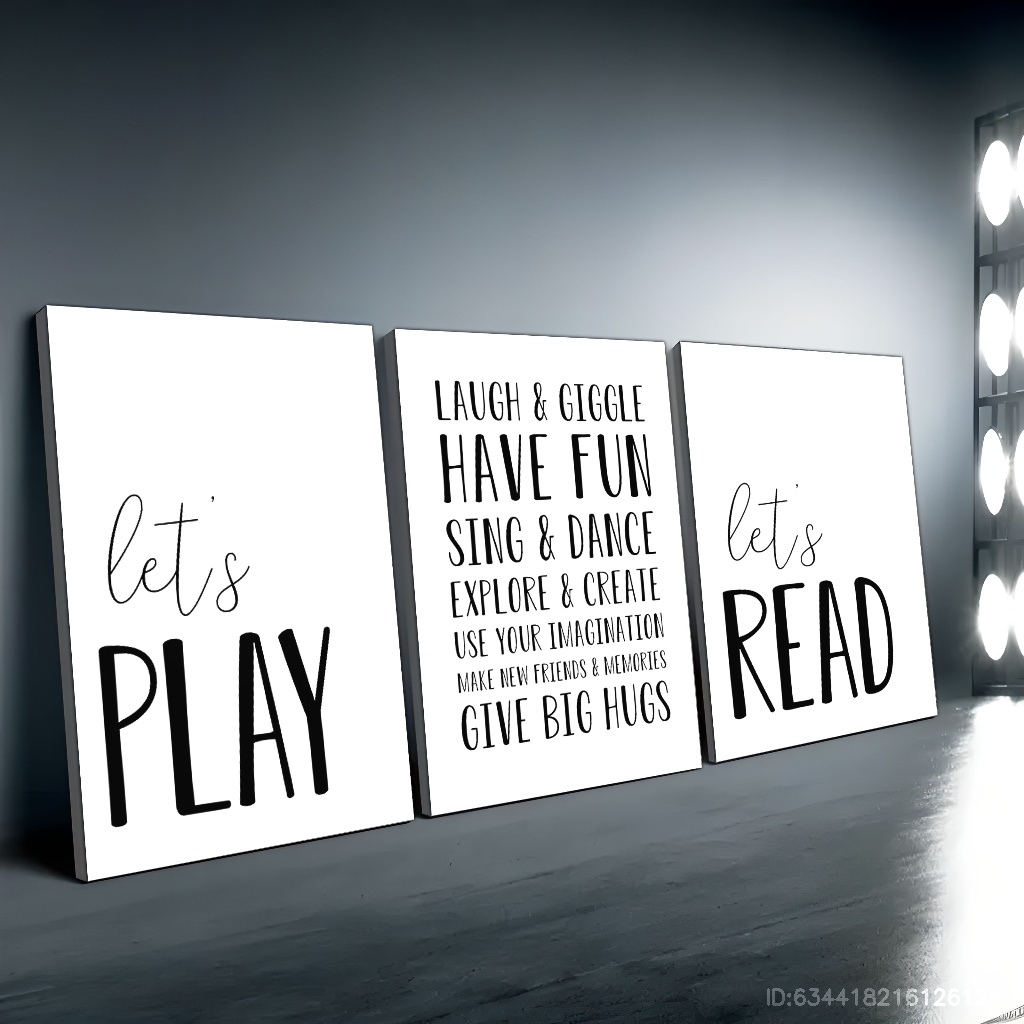 let's
PLAY
LAUGH & GIGGLE
HAVE FUN
SING & DANCE
EXPLORE & CREATE
USE YOUR IMAGINATION
MAKE NEW FRIENDS & MEMORIES
GIVE BIG HUGS
let's
READ